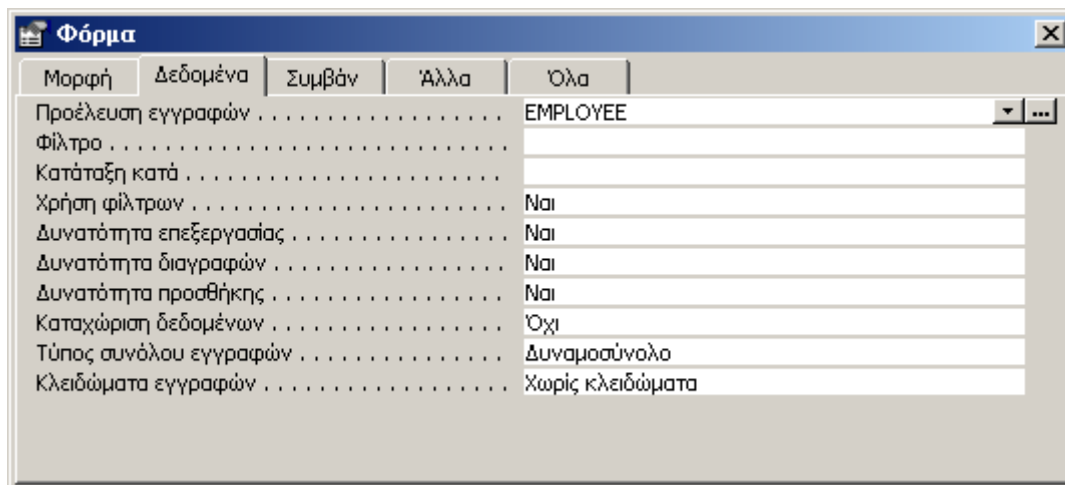 Φόρμα
Μορφή Δεδομένα Συμβάν Άλλα Όλα
Προέλευση εγγραφών . . . . . . . . . . . . . . . . . . . EMPLOYEE
Φίλτρο . . . . . . . . . . . . . . . . . . . . . . . . . . . . . .
Κατάταξη κατά . . . . . . . . . . . . . . . . . . . . . . . .
Χρήση φίλτρων . . . . . . . . . . . . . . . . . . . . . . . . Ναι
Δυνατότητα επεξεργασίας . . . . . . . . . . . . . . . . . Ναι
Δυνατότητα διαγραφών . . . . . . . . . . . . . . . . . . Ναι
Δυνατότητα προσθήκης . . . . . . . . . . . . . . . . . . Ναι
Καταχώριση δεδομένων . . . . . . . . . . . . . . . . . . Όχι
Τύπος συνόλου εγγραφών . . . . . . . . . . . . . . . . Δυναμοσύνολο
Κλειδώματα εγγραφών . . . . . . . . . . . . . . . . . . . Χωρίς κλειδώματα